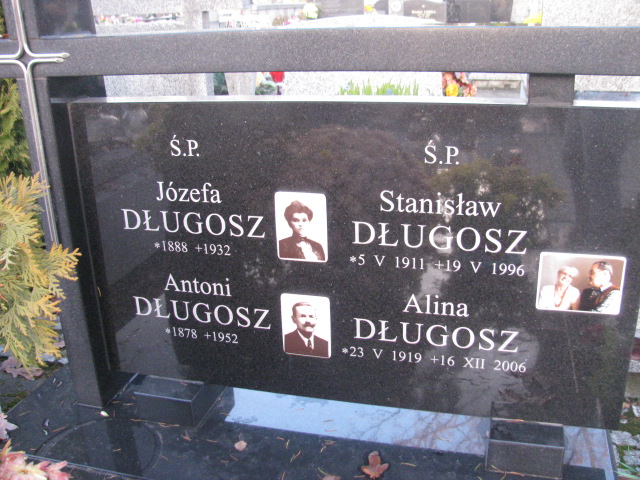 Ś.P.
Józefa
DŁUGOSZ
*1888 +1932
Antoni
DŁUGOSZ
*1878 +1952
Ś.P.
Stanisław
DŁUGOSZ
*5 V 1911 +19 V 1996
Alina
DŁUGOSZ
*23 V 1919 +16 XII 2006